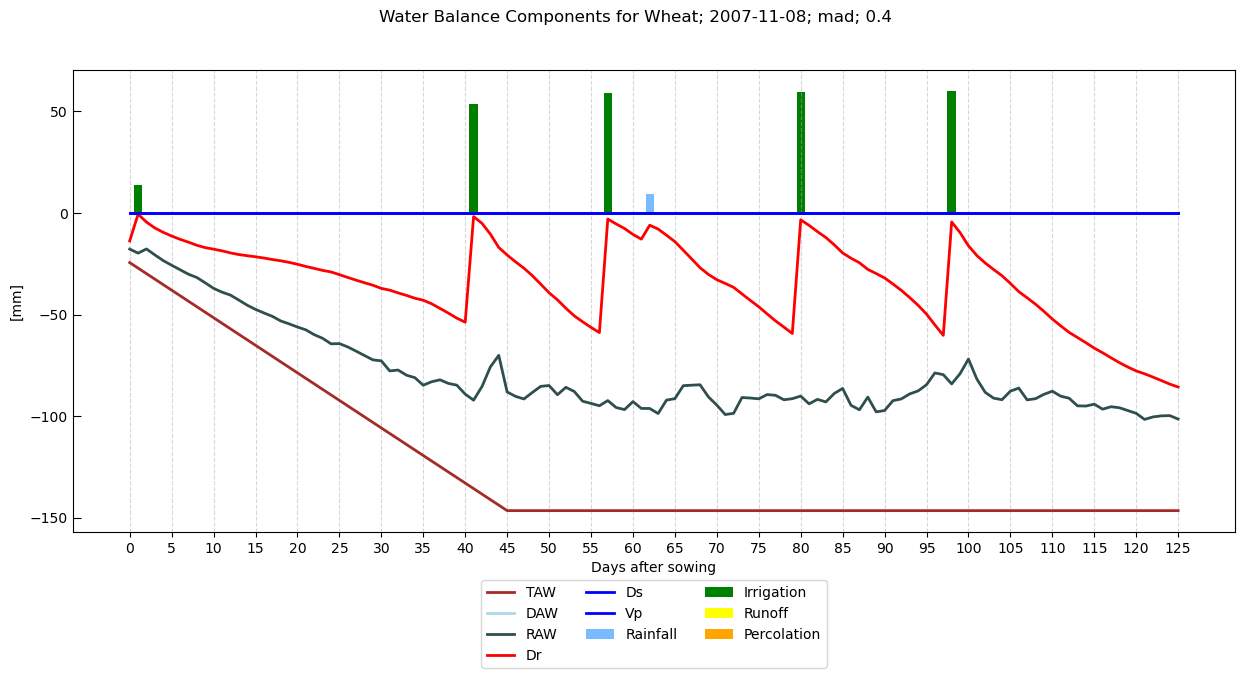 Water Balance Components for Wheat; 2007-11-08; mad; 0.4
50
0
−50
−100
−150
[mm]
0 5 10 15 20 25 30 35 40 45 50 55 60 65 70 75 80 85 90 95 100 105 110 115 120 125
Days after sowing
TAW Ds Irrigation
DAW Vp Runoff
RAW Rainfall Percolation
Dr